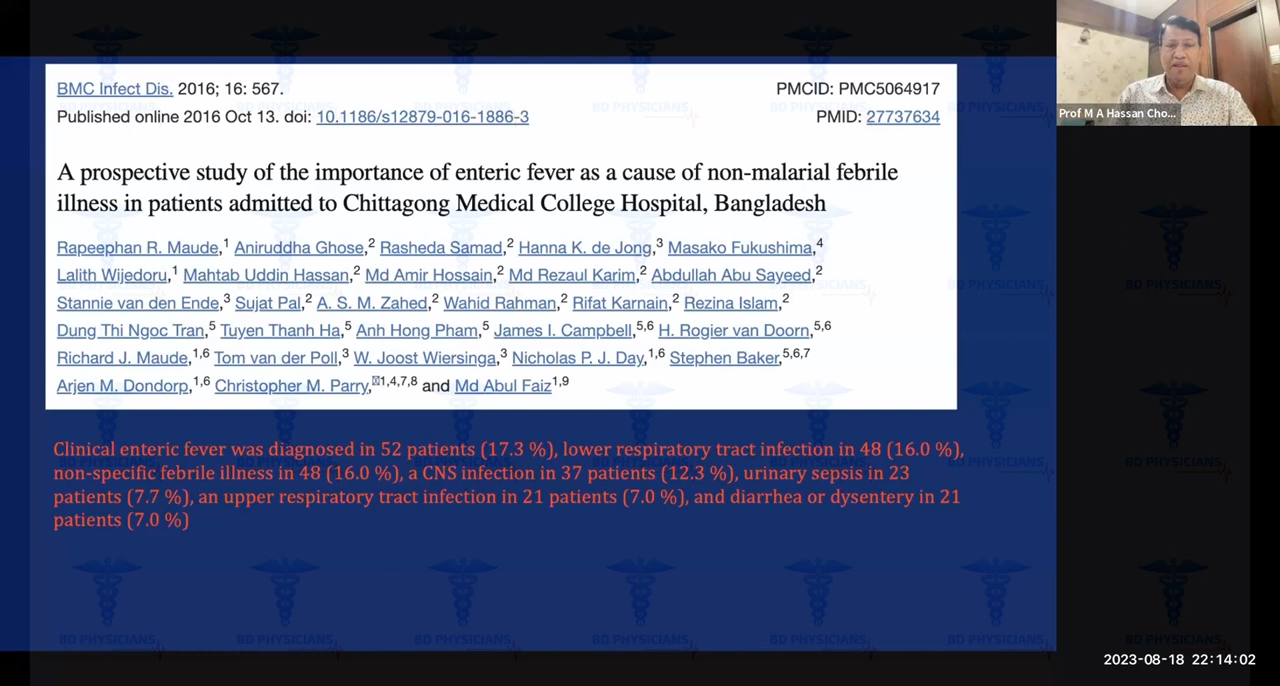 BMC Infect Dis. 2016; 16: 567.
PMCID: PMC5064917
Published online 2016 Oct 13. doi: 10.1186/s12879-016-1886-3
PMID: 27737634
A prospective study of the importance of enteric fever as a cause of non-malarial febrile
illness in patients admitted to Chittagong Medical College Hospital, Bangladesh
Rapeephan R. Maude,1 Aniruddha Ghose,2 Rasheda Samad,2 Hanna K. de Jong,3 Masako Fukushima,4
Lalith Wijedoru,1 Mahtab Uddin Hassan,2 Md Amir Hossain,2 Md Rezaul Karim,2 Abdullah Abu Sayeed,2
Stannie van den Ende,3 Sujat Pal,2 A. S. M. Zahed,2 Wahid Rahman,2 Rifat Karnain,2 Rezina Islam,2
Dung Thi Ngoc Tran,5 Tuyen Thanh Ha,5 Anh Hong Pham,5 James I. Campbell,5,6 H. Rogier van Doorn,5,6
Richard J. Maude,1,6 Tom van der Poll,3 W. Joost Wiersinga,3 Nicholas P. J. Day,1,6 Stephen Baker,5,6,7
Arjen M. Dondorp,1,6 Christopher M. Parry,1,4,7,8 and Md Abul Faiz1,9
Clinical enteric fever was diagnosed in 52 patients (17.3 %), lower respiratory tract infection in 48 (16.0 %),
non-specific febrile illness in 48 (16.0 %), a CNS infection in 37 patients (12.3 %), urinary sepsis in 23
patients (7.7 %), an upper respiratory tract infection in 21 patients (7.0 %), and diarrhea or dysentery in 21
patients (7.0 %)
Prof M A Hassan Cho...
BD PHYSICIANS
2023-08-18 22:14:02